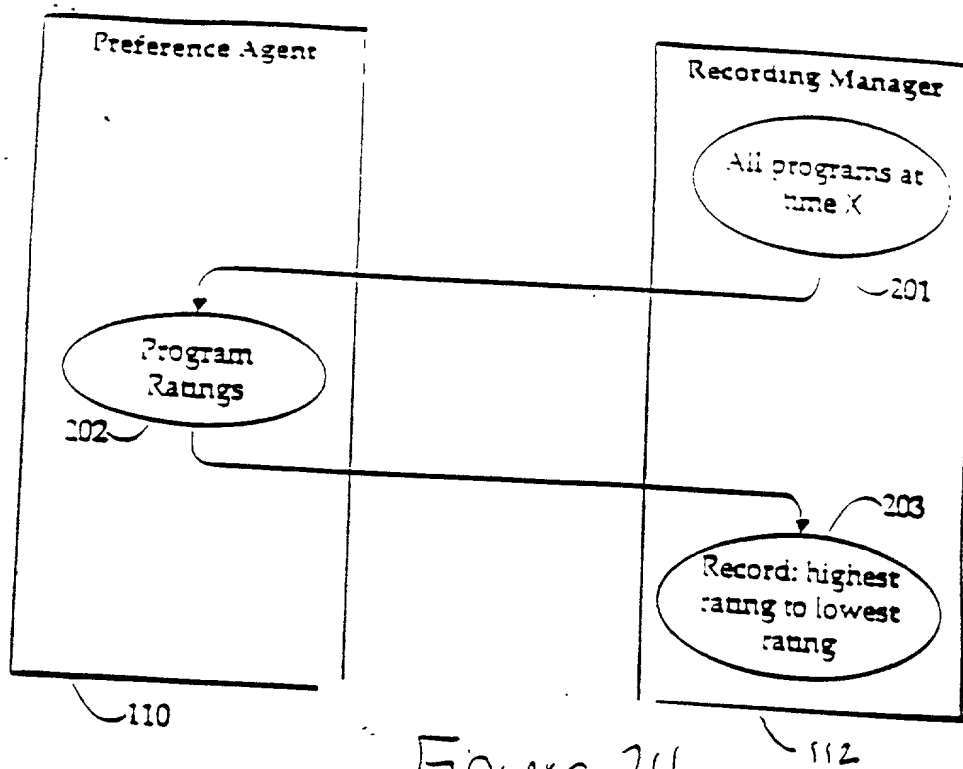 Preference Agent
Recording Manager
All programs at
time X
201
Program
Ratings
202
203
Record: highest
rating to lowest
rating
110
112
Figure